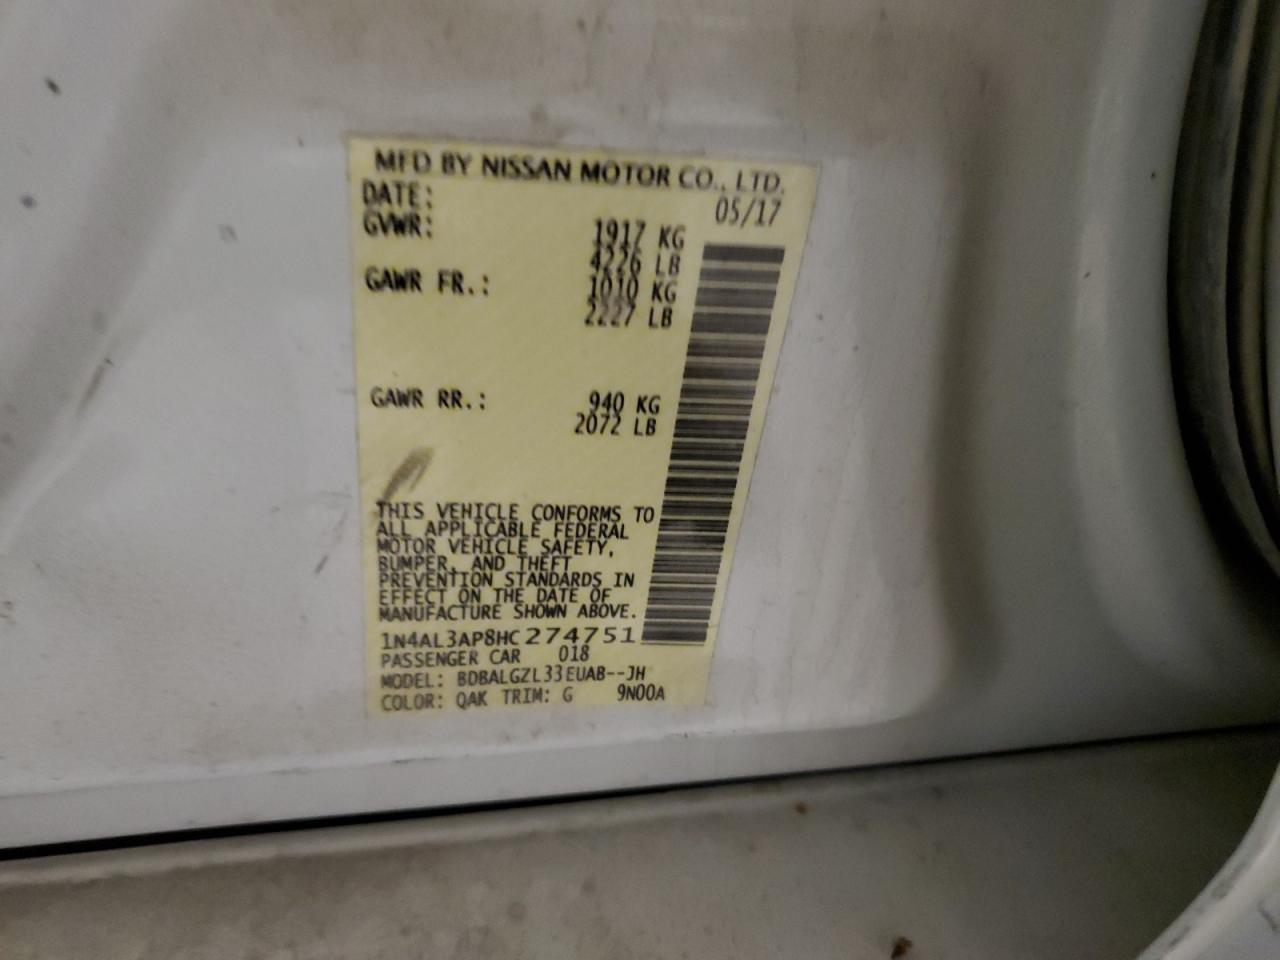 MFD BY NISSAN MOTOR CO., LTD.
DATE: 05/17
GVWR: 1917 KG
4226 LB
GAWR FR.: 1010 KG
2227 LB
GAWR RR.: 940 KG
2072 LB
THIS VEHICLE CONFORMS TO
ALL APPLICABLE FEDERAL
MOTOR VEHICLE SAFETY,
BUMPER, AND THEFT
PREVENTION STANDARDS IN
EFFECT ON THE DATE OF
MANUFACTURE SHOWN ABOVE.
1N4AL3AP8HC274751
PASSENGER CAR 018
MODEL: BDBALGZL33EUAB--JH
COLOR: QAK TRIM: G 9N00A